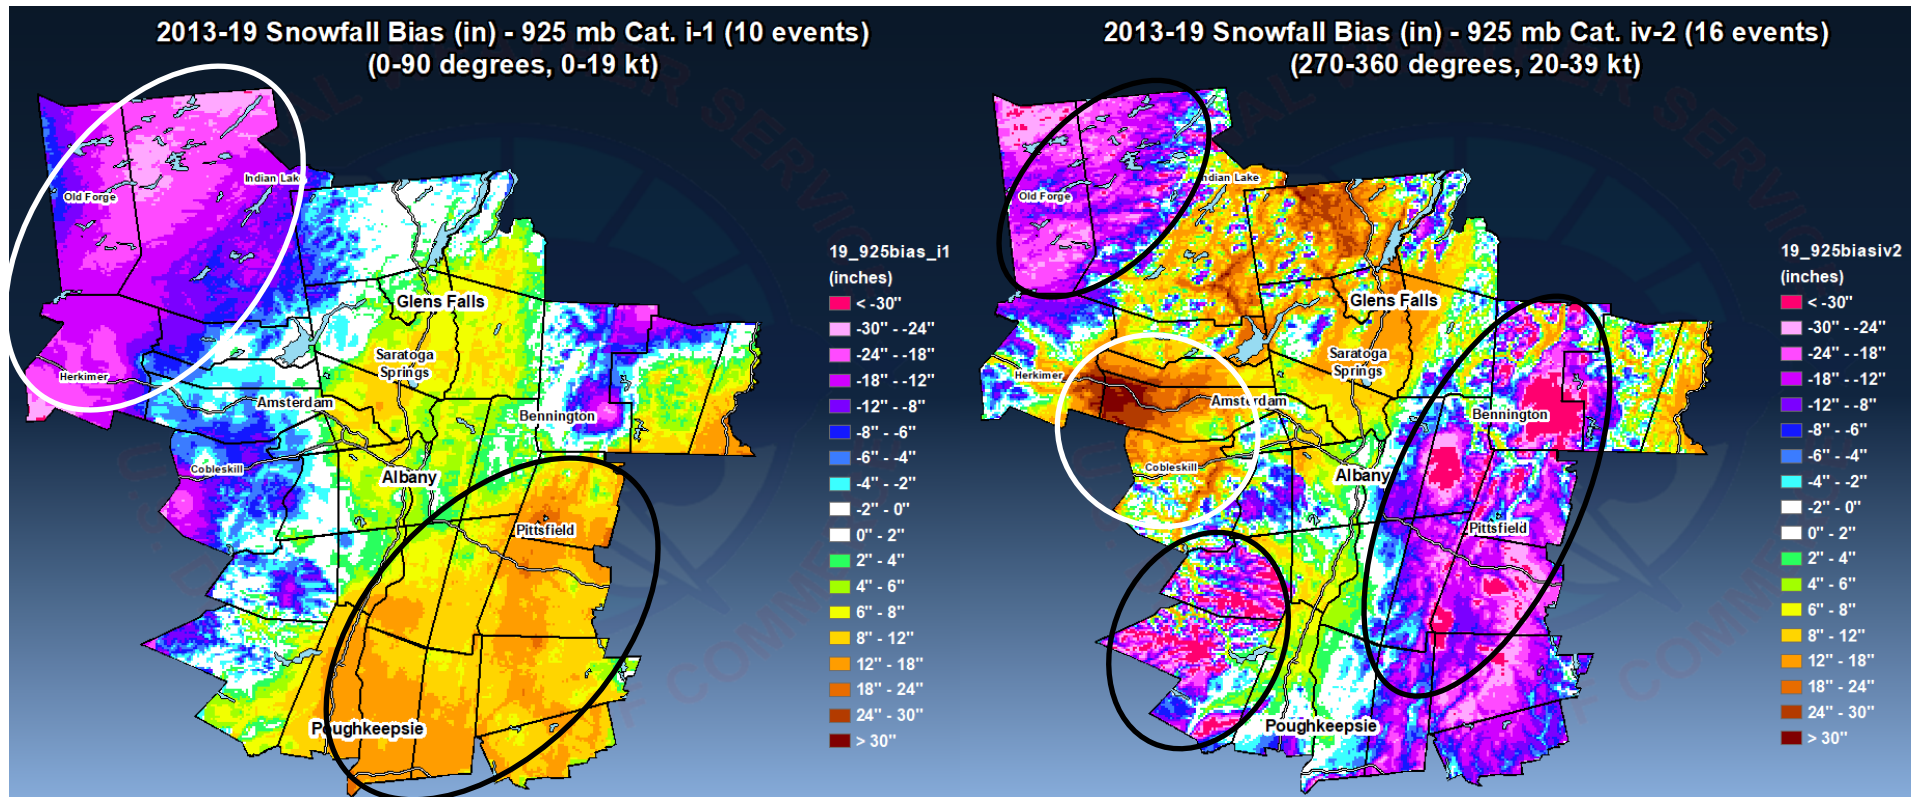 2013-19 Snowfall Bias (in) - 925 mb Cat. i-1 (10 events)
(0-90 degrees, 0-19 kt)
Indian Lak
Old Forge
Glens Falls
Saratoga
Springs
Herkimer
Amsterdam
Bennington
Cobleskill
Albany
Pittsfield
Poughkeepsie
19_925bias_i1
(inches)
< -30"
-30" - -24"
-24" - -18"
-18" - -12"
-12" - -8"
-8" - -6"
-6" - -4"
-4" - -2"
-2" - 0"
0" - 2"
2" - 4"
4" - 6"
6" - 8"
8" - 12"
12" - 18"
18" - 24"
24" - 30"
> 30"
2013-19 Snowfall Bias (in) - 925 mb Cat. iv-2 (16 events)
(270-360 degrees, 20-39 kt)
ndian Lake
Old Forge
Glens Falls
Saratoga
Springs
Herkimer
Amsterdam
Bennington
Cobleskill
Albany
Pittsfield
Poughkeepsie
19_925biasiv2
(inches)
< -30"
-30" - -24"
-24" - -18"
-18" - -12"
-12" - -8"
-8" - -6"
-6" - -4"
-4" - -2"
-2" - 0"
0" - 2"
2" - 4"
4" - 6"
6" - 8"
8" - 12"
12" - 18"
18" - 24"
24" - 30"
> 30"